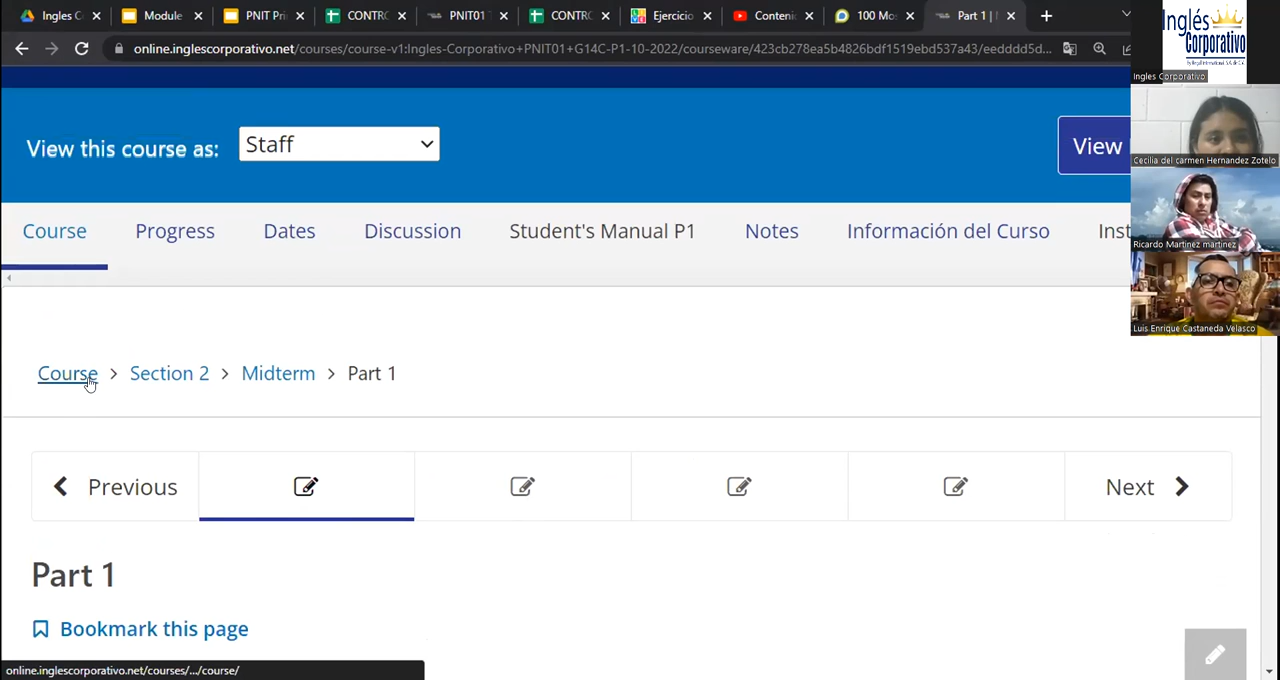 Ingles C
Module
PNIT Pri
CONTRO
PNIT01
CONTRO
Ejercicio
Conteni
100 Mo
Part 1 |
online.inglescorporativo.net/courses/course-v1:Ingles-Corporativo+PNIT01+G14C-P1-10-2022/courseware/423cb278ea5b4826bdf1519ebd537a43/eedddd5d...
Inglés
Corporativo
Ingles Corporativo
View this course as:
Staff
View
Cecilia del carmen Hernandez Zotelo
Course
Progress
Dates
Discussion
Student's Manual P1
Notes
Información del Curso
Inst
Ricardo Martinez martinez
Luis Enrique Castaneda Velasco
Course > Section 2 > Midterm > Part 1
Previous
Next
Part 1
Bookmark this page
online.inglescorporativo.net/courses/.../course/